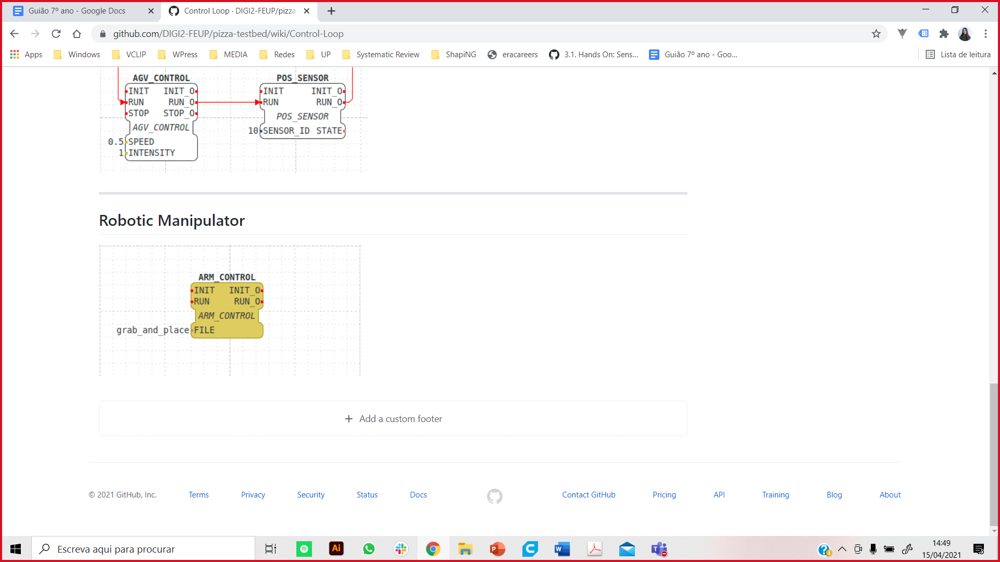 Guião 7º ano - Google Docs
Control Loop · DIGI2-FEUP/pizza-
github.com/DIGI2-FEUP/pizza-testbed/wiki/Control-Loop
Apps Windows VCLIP WPress MEDIA Redes UP Systematic Review ShapiNG eracareers 3.1. Hands On: Sens... Guião 7º ano - Goo... Lista de leitura
AGV_CONTROL POS_SENSOR
INIT INIT_O INIT INIT_O
RUN RUN_O RUN RUN_O
STOP STOP_O POS_SENSOR
AGV_CONTROL 10 SENSOR_ID STATE
0.5 SPEED
1 INTENSITY
Robotic Manipulator
ARM_CONTROL
INIT INIT_O
RUN RUN_O
ARM_CONTROL
grab_and_place FILE
Add a custom footer
© 2021 GitHub, Inc. Terms Privacy Security Status Docs Contact GitHub Pricing API Training Blog About
Escreva aqui para procurar
Ai
P
W
T
14:49
15/04/2021